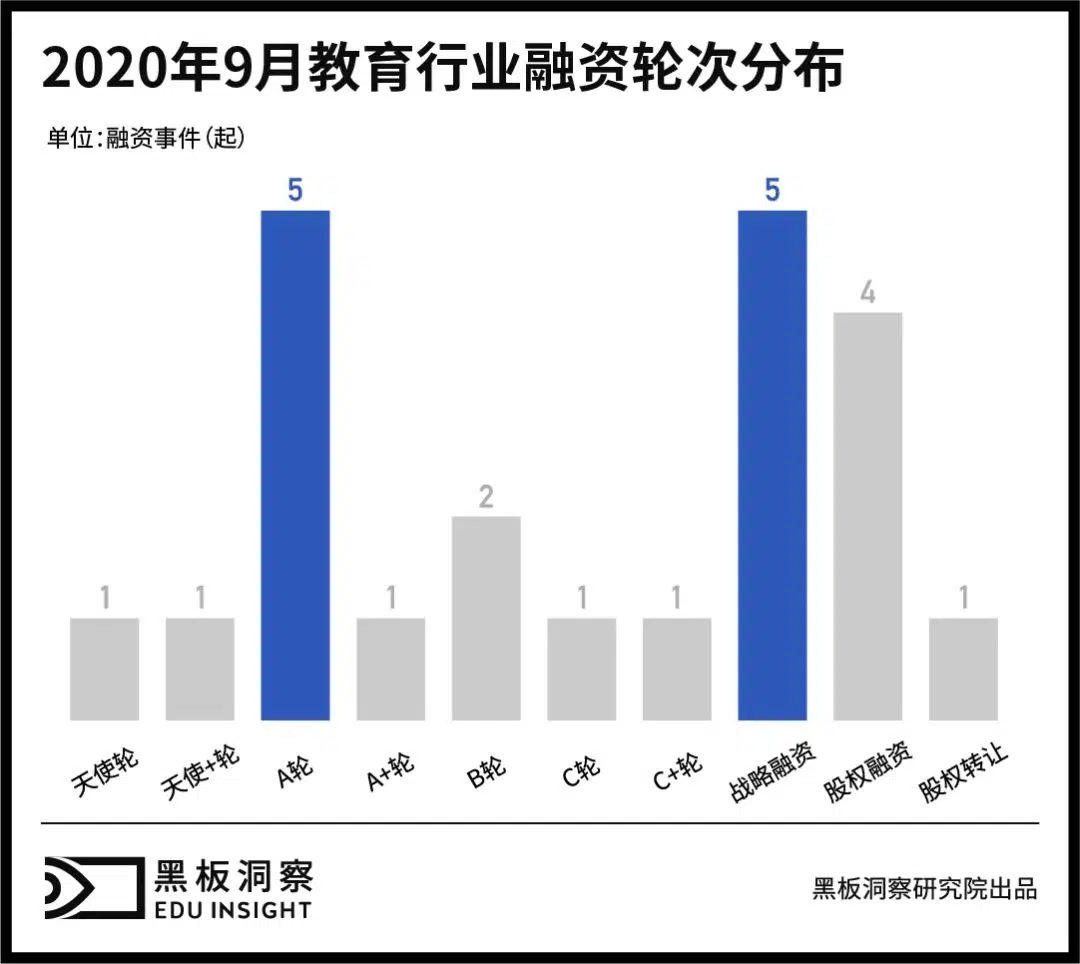 2020年9月教育行业融资轮次分布
单位:融资事件(起)
5
5
4
2
1
1
1
1
1
1
天使轮
天使+轮
A轮
A+轮
B轮
C轮
C+轮
战略融资
股权融资
股权转让
黑板洞察
EDU INSIGHT
黑板洞察研究院出品